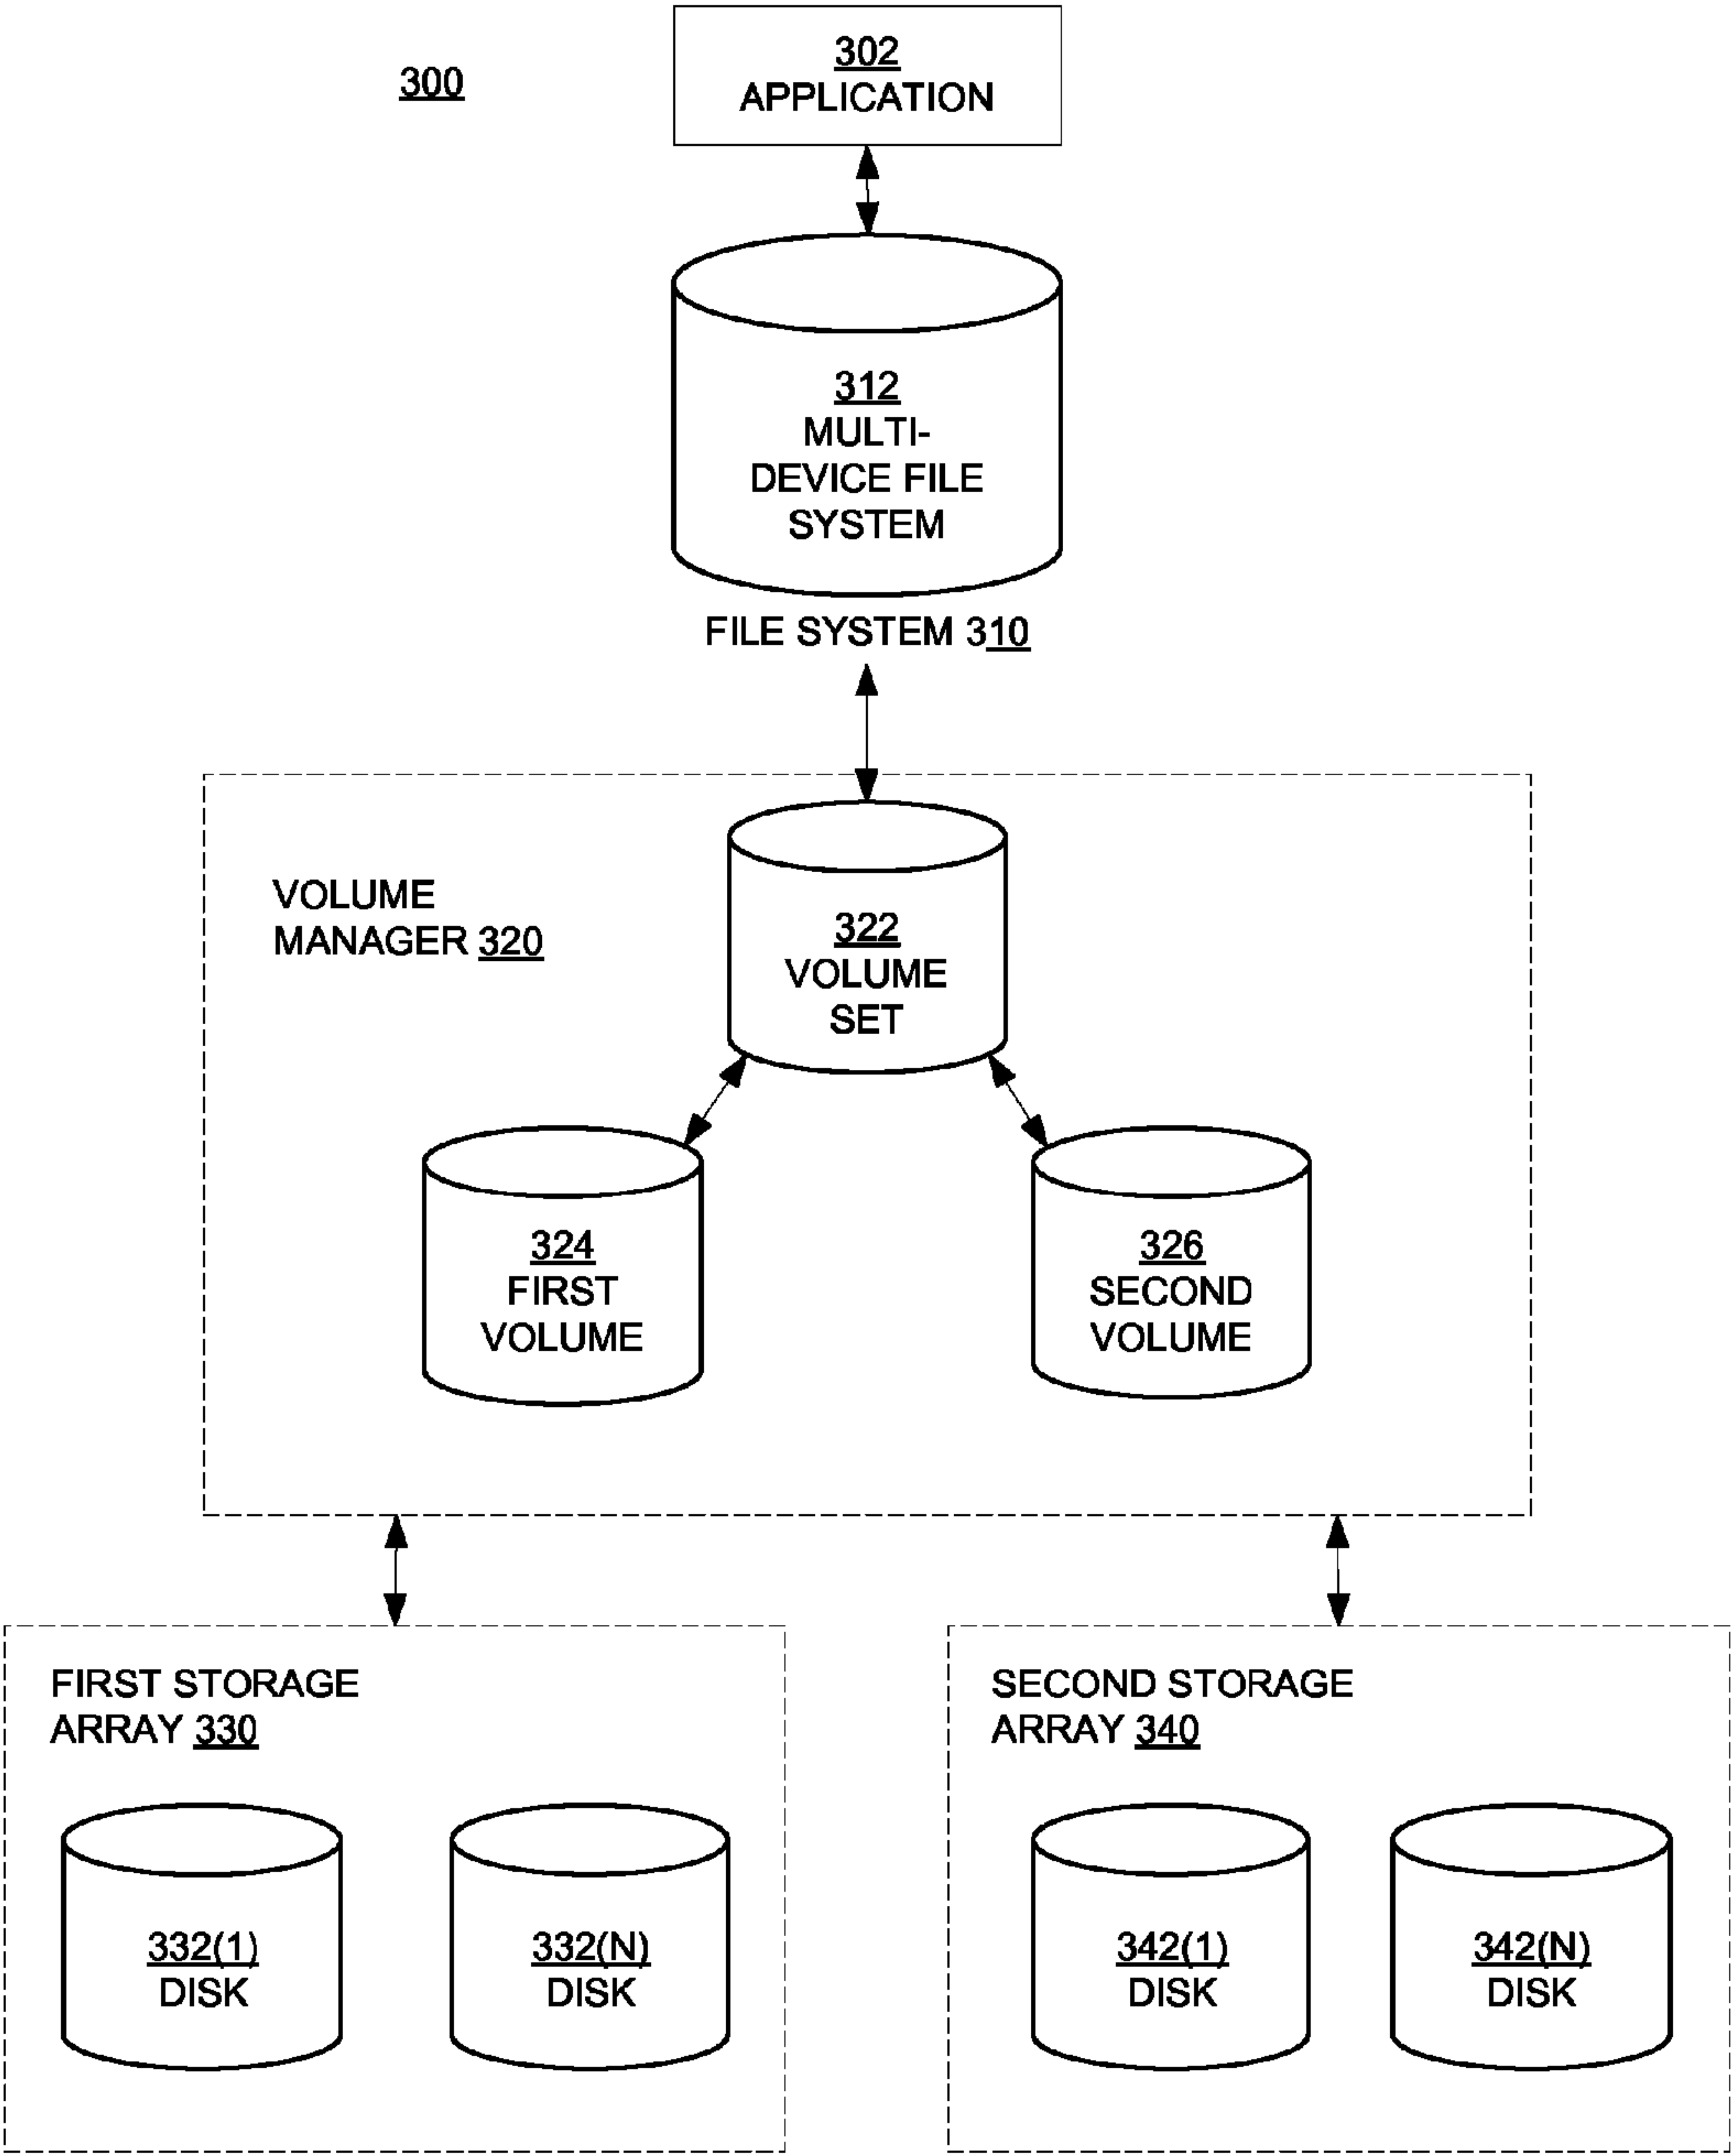 300
302
APPLICATION
312
MULTI-
DEVICE FILE
SYSTEM
FILE SYSTEM 310
VOLUME
MANAGER 320
322
VOLUME
SET
324
FIRST
VOLUME
326
SECOND
VOLUME
FIRST STORAGE
ARRAY 330
332(1)
DISK
332(N)
DISK
SECOND STORAGE
ARRAY 340
342(1)
DISK
342(N)
DISK